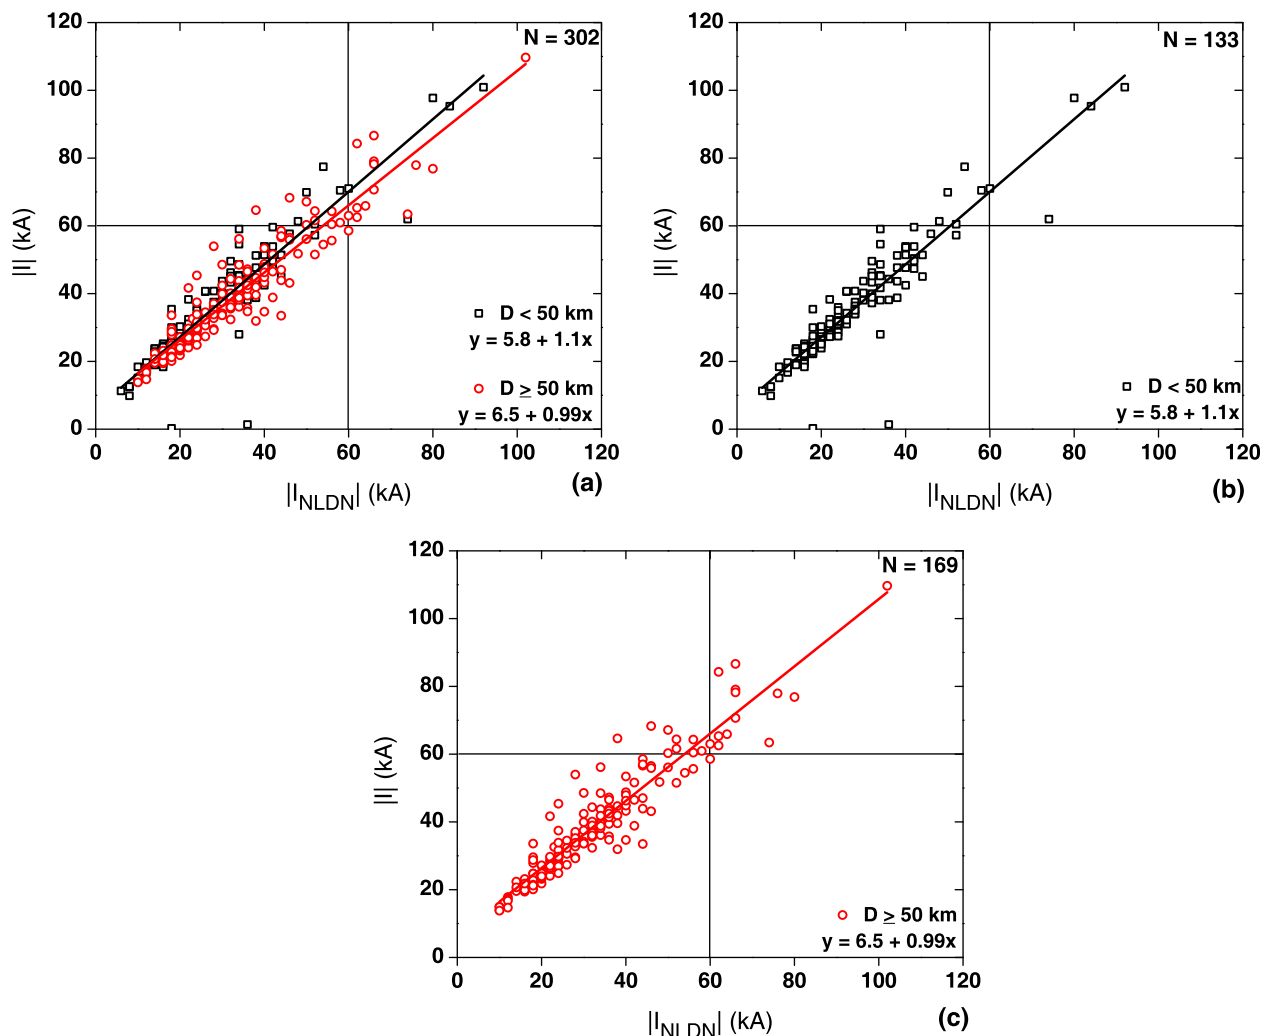 120
100
80
60
40
20
0
|I| (kA)
N = 302
D < 50 km
y = 5.8 + 1.1x
D ≥ 50 km
y = 6.5 + 0.99x
0 20 40 60 80 100 120
|I_NLDN| (kA)
(a)
120
100
80
60
40
20
0
|I| (kA)
N = 133
D < 50 km
y = 5.8 + 1.1x
0 20 40 60 80 100 120
|I_NLDN| (kA)
(b)
120
100
80
60
40
20
0
|I| (kA)
N = 169
D ≥ 50 km
y = 6.5 + 0.99x
0 20 40 60 80 100 120
|I_NLDN| (kA)
(c)